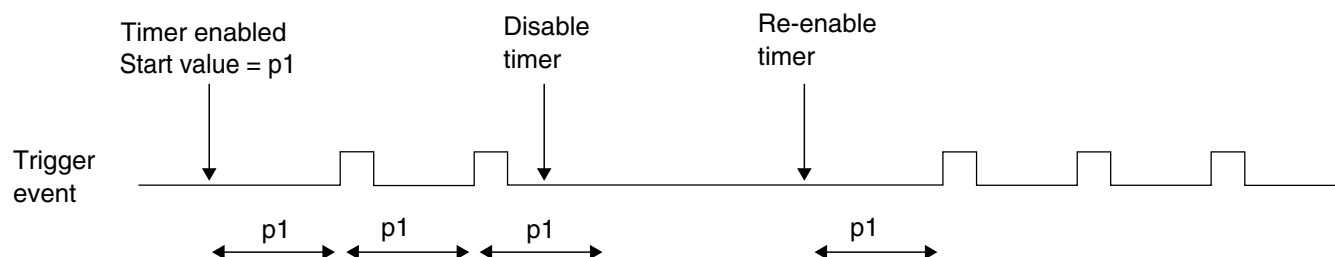 Timer enabled
Start value = p1
Disable
timer
Re-enable
timer
Trigger
event
p1
p1
p1
p1